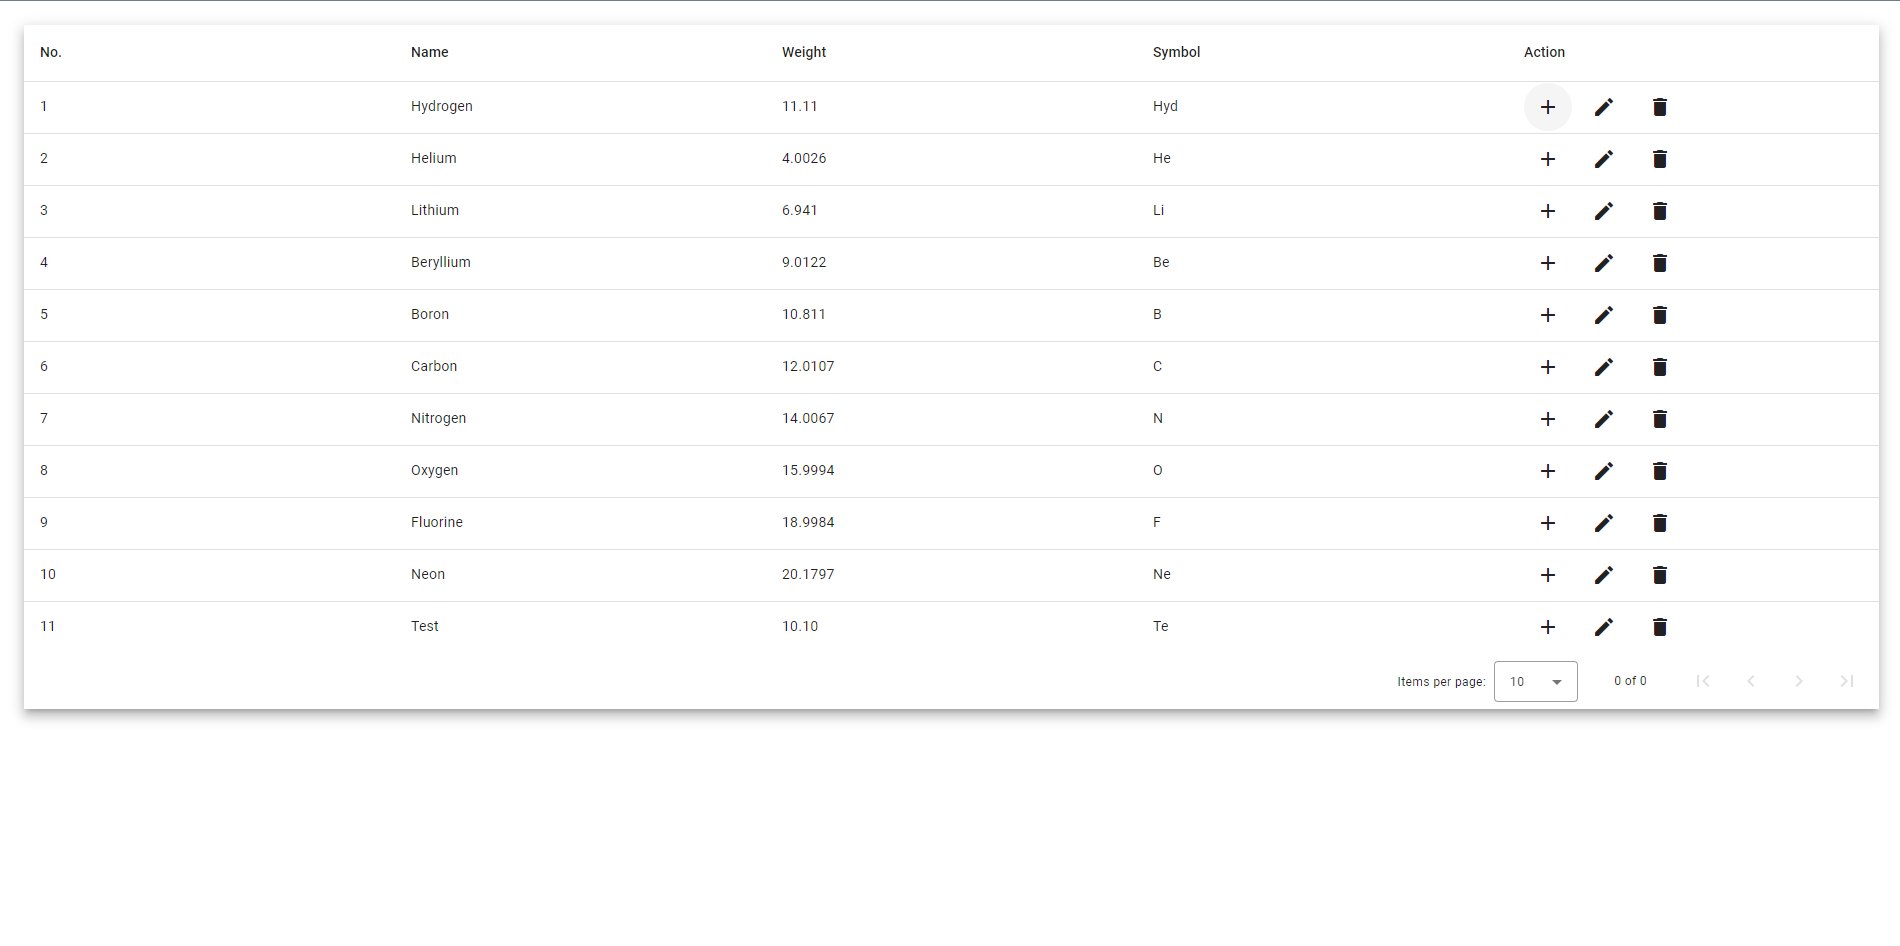 No. Name Weight Symbol Action
1 Hydrogen 11.11 Hyd
2 Helium 4.0026 He
3 Lithium 6.941 Li
4 Beryllium 9.0122 Be
5 Boron 10.811 B
6 Carbon 12.0107 C
7 Nitrogen 14.0067 N
8 Oxygen 15.9994 O
9 Fluorine 18.9984 F
10 Neon 20.1797 Ne
11 Test 10.10 Te
Items per page: 10 0 of 0